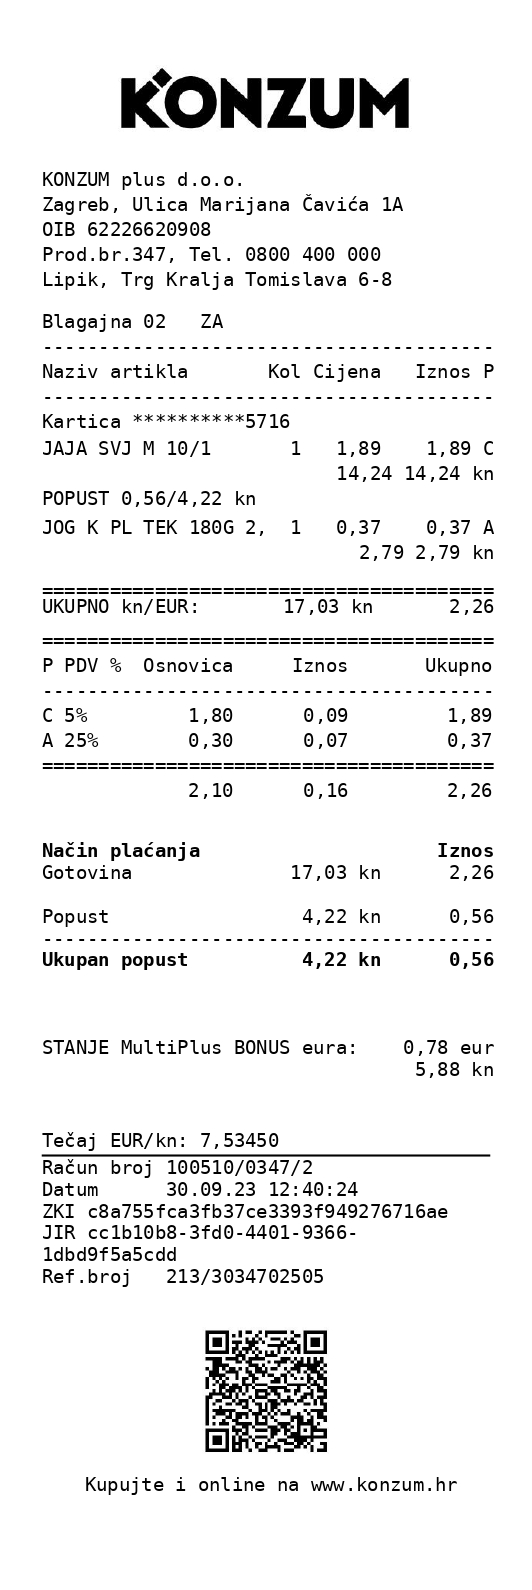 KONZUM
KONZUM plus d.o.o.
Zagreb, Ulica Marijana Čavića 1A
OIB 62226620908
Prod.br.347, Tel. 0800 400 000
Lipik, Trg Kralja Tomislava 6-8
Blagajna 02   ZA
----------------------------------------
Naziv artikla       Kol Cijena   Iznos P
----------------------------------------
Kartica **********5716
JAJA SVJ M 10/1       1   1,89    1,89 C
14,24 14,24 kn
POPUST 0,56/4,22 kn
JOG K PL TEK 180G 2,  1   0,37    0,37 A
2,79 2,79 kn
========================================
UKUPNO kn/EUR:       17,03 kn       2,26
========================================
P PDV %  Osnovica     Iznos       Ukupno
----------------------------------------
C 5%         1,80      0,09         1,89
A 25%        0,30      0,07         0,37
========================================
2,10      0,16         2,26
Način plaćanja                     Iznos
Gotovina              17,03 kn      2,26
Popust                 4,22 kn      0,56
----------------------------------------
Ukupan popust          4,22 kn      0,56
STANJE MultiPlus BONUS eura:    0,78 eur
5,88 kn
Tečaj EUR/kn: 7,53450
Račun broj 100510/0347/2
Datum      30.09.23 12:40:24
ZKI c8a755fca3fb37ce3393f949276716ae
JIR cc1b10b8-3fd0-4401-9366-
1dbd9f5a5cdd
Ref.broj   213/3034702505
Kupujte i online na www.konzum.hr